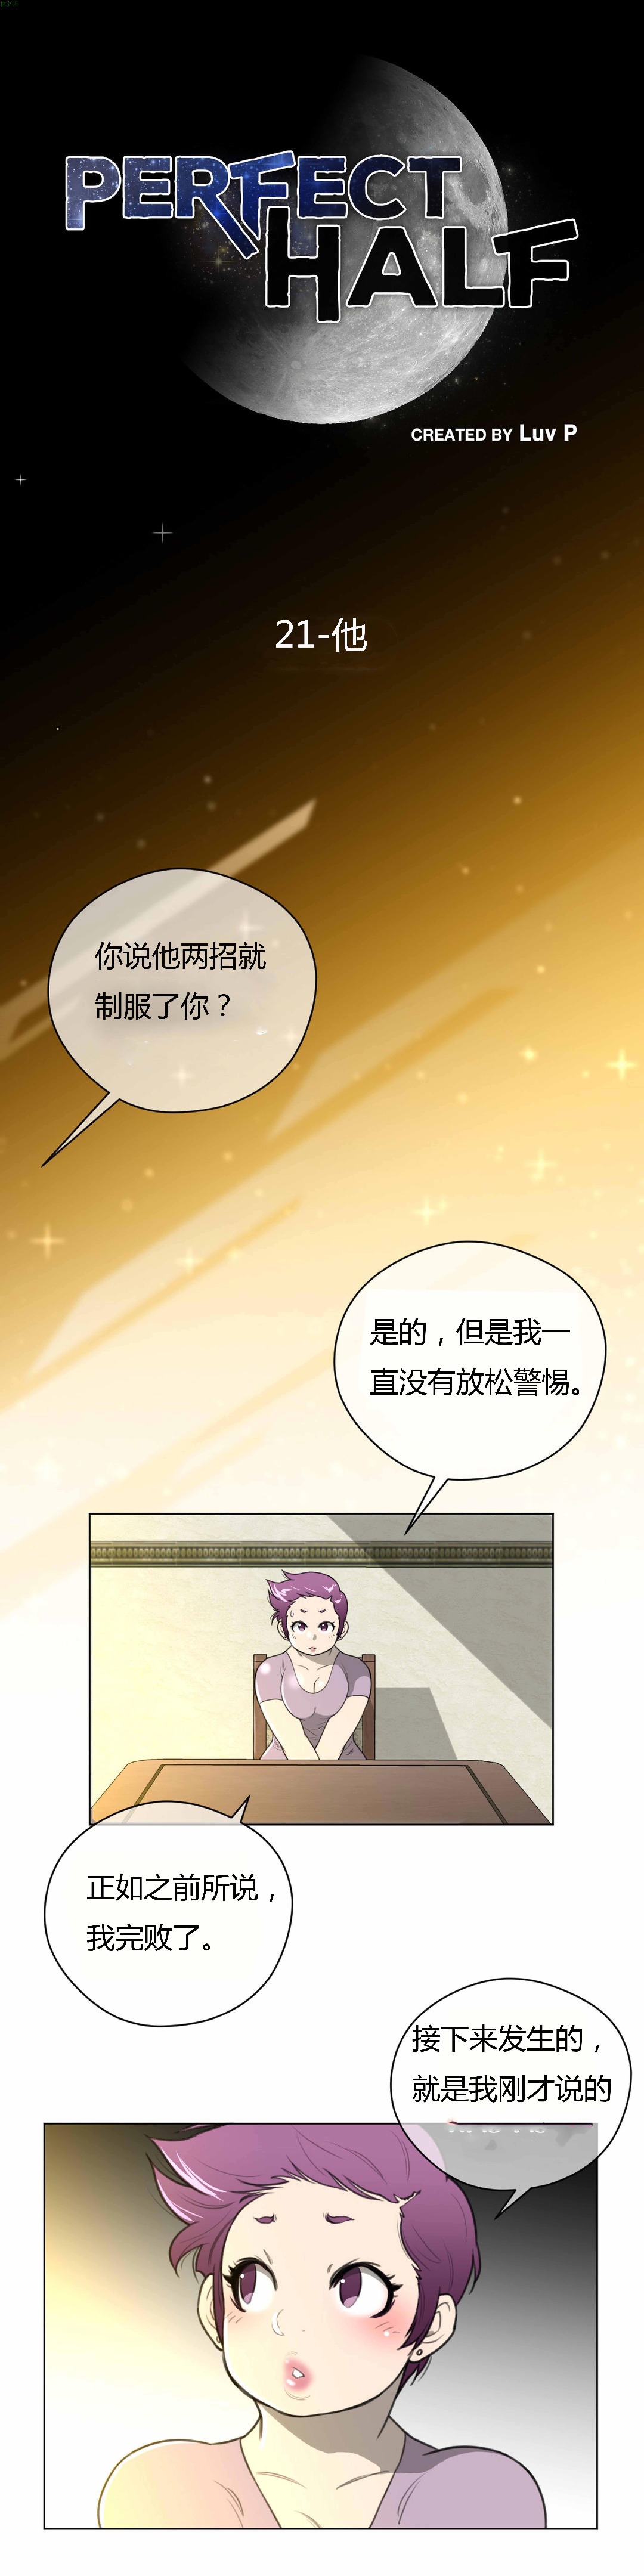 PERFECT
HALF
CREATED BY Luv P
21-他
你说他两招就
制服了你？
是的，但是我一
直没有放松警惕。
正如之前所说，
我完败了。
接下来发生的，
就是我刚才说的